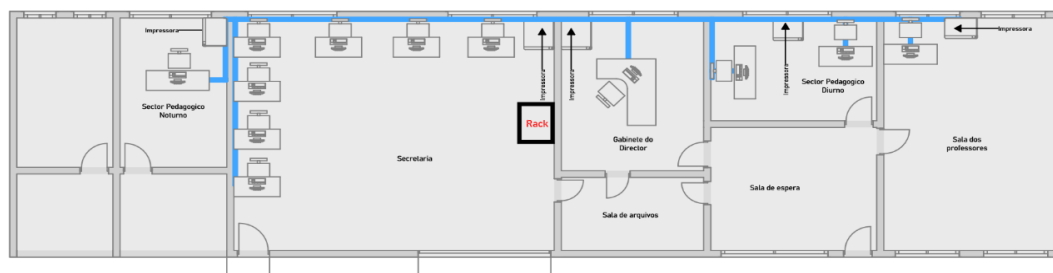 Impressora
Sector Pedagogico
Noturno
Impressora
Rack
Secretaria
Impressora
Gabinete do
Director
Sala de arquivos
Impressora
Sector Pedagogico
Diurno
Sala de espera
Impressora
Sala dos
professores